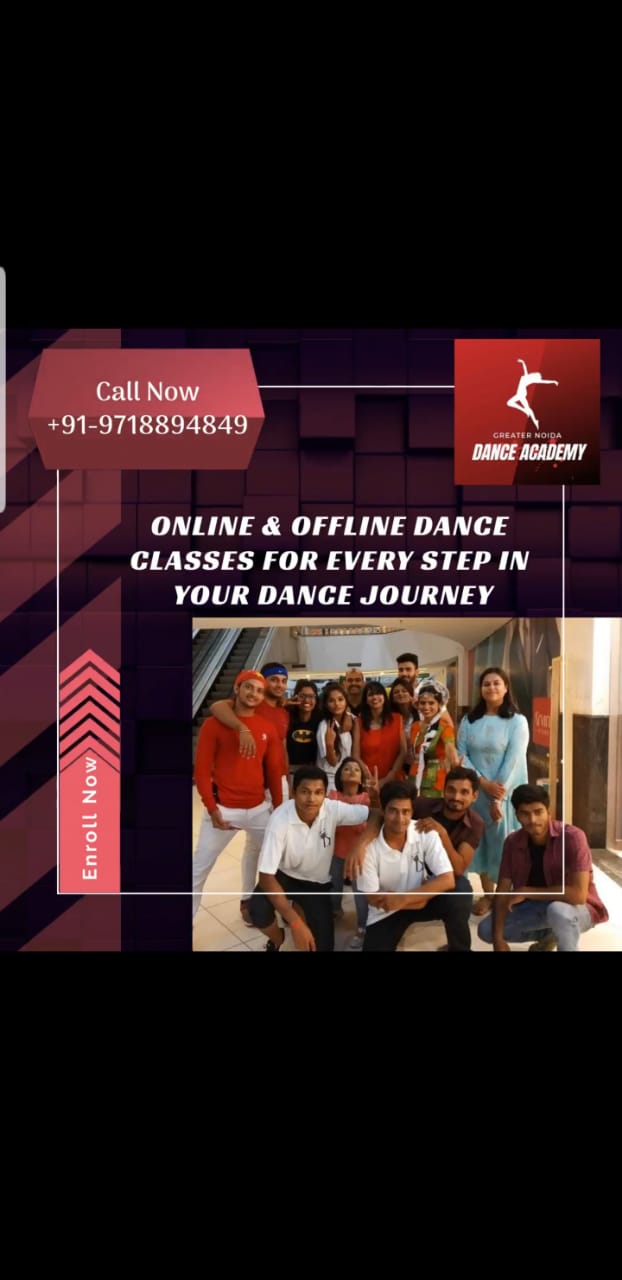 Call Now
+91-9718894849
GREATER NOIDA
DANCE ACADEMY
ONLINE & OFFLINE DANCE
CLASSES FOR EVERY STEP IN
YOUR DANCE JOURNEY
Enroll Now